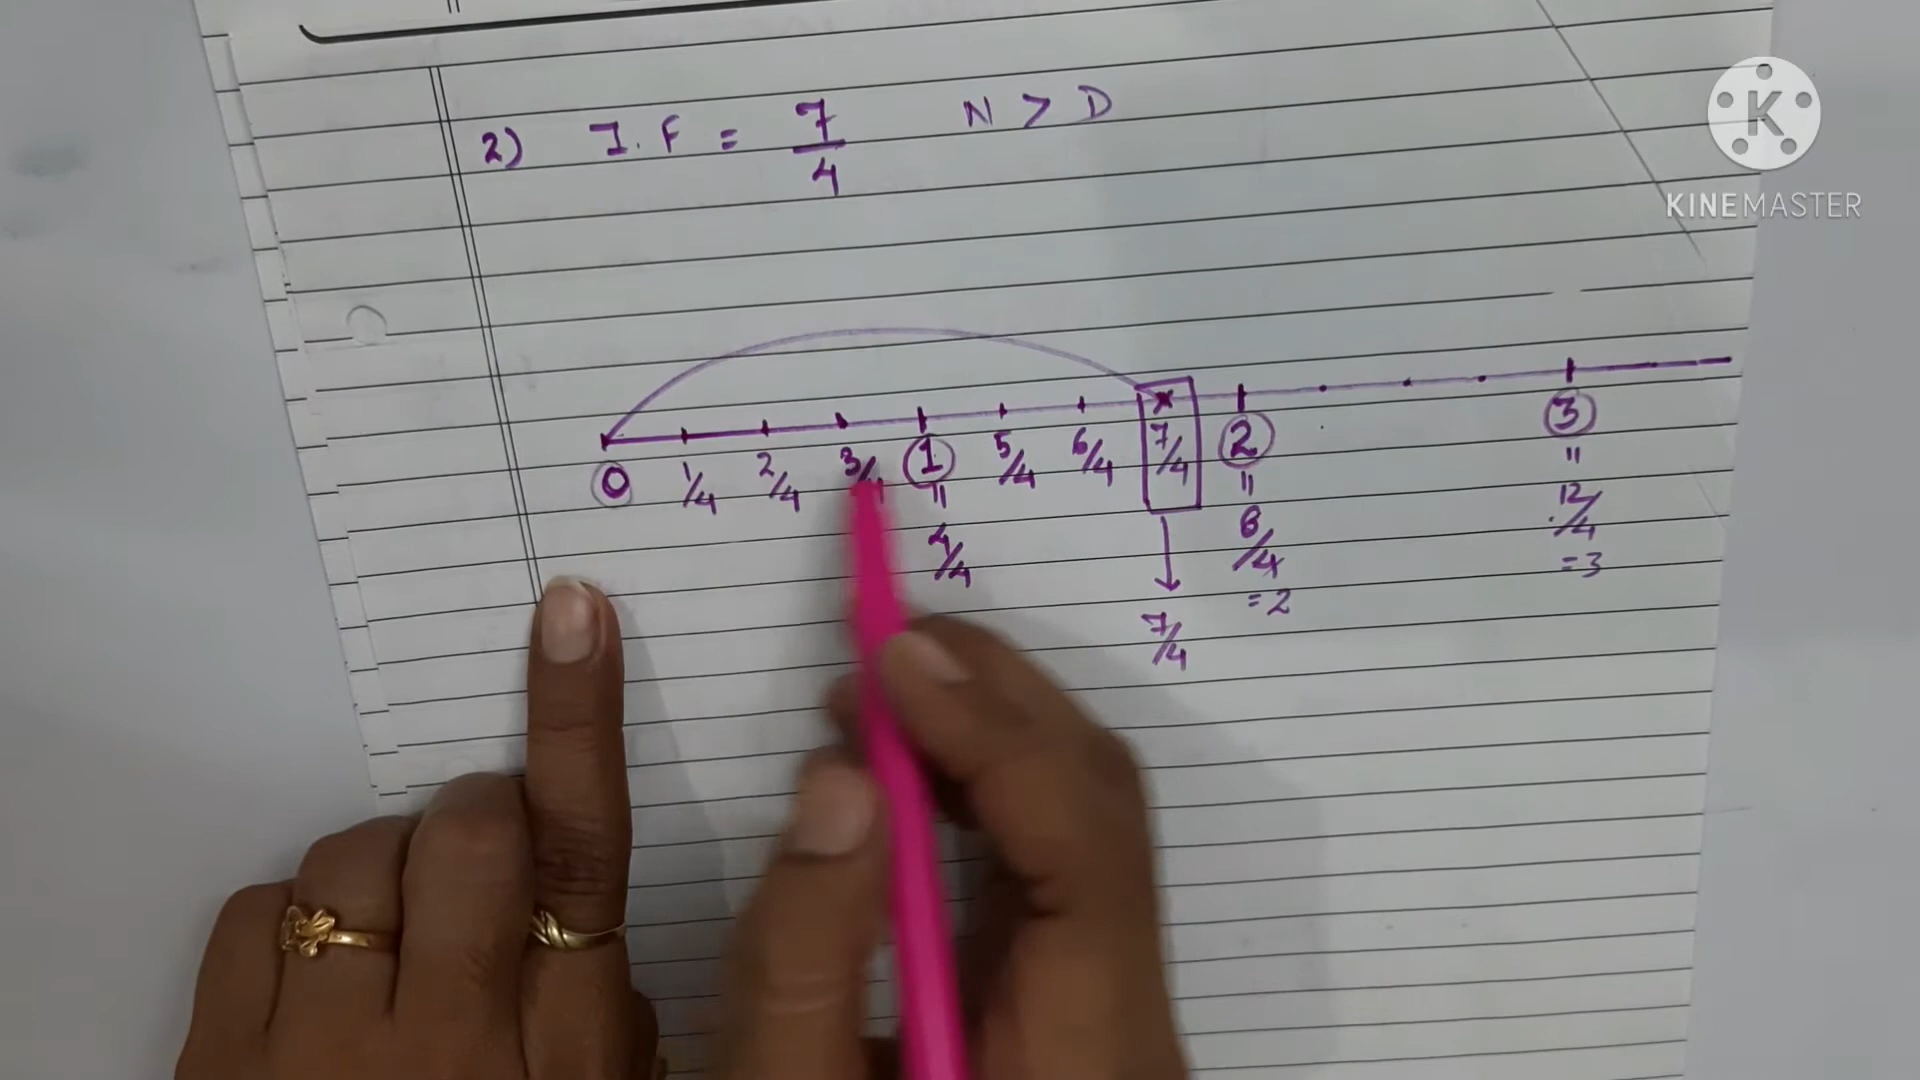 2) I.F = 7/4 N > D
0 1/4 2/4 3/4 1 5/4 6/4 7/4 2 3
= = =
4/4 8/4 12/4
= 2 = 3
7/4
K
KINEMASTER